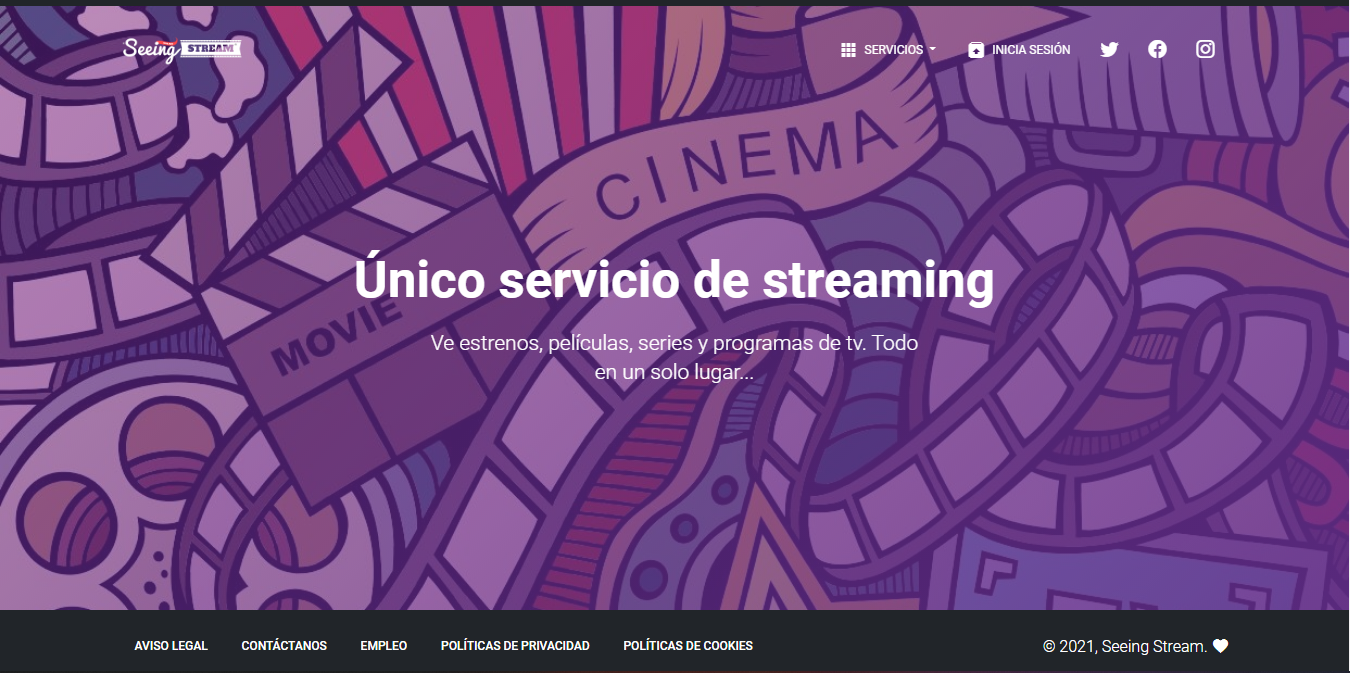 Seeing STREAM
SERVICIOS
INICIA SESIÓN
CINEMA
MOVIE
Único servicio de streaming
Ve estrenos, películas, series y programas de tv. Todo
en un solo lugar...
AVISO LEGAL CONTÁCTANOS EMPLEO POLÍTICAS DE PRIVACIDAD POLÍTICAS DE COOKIES
© 2021, Seeing Stream.